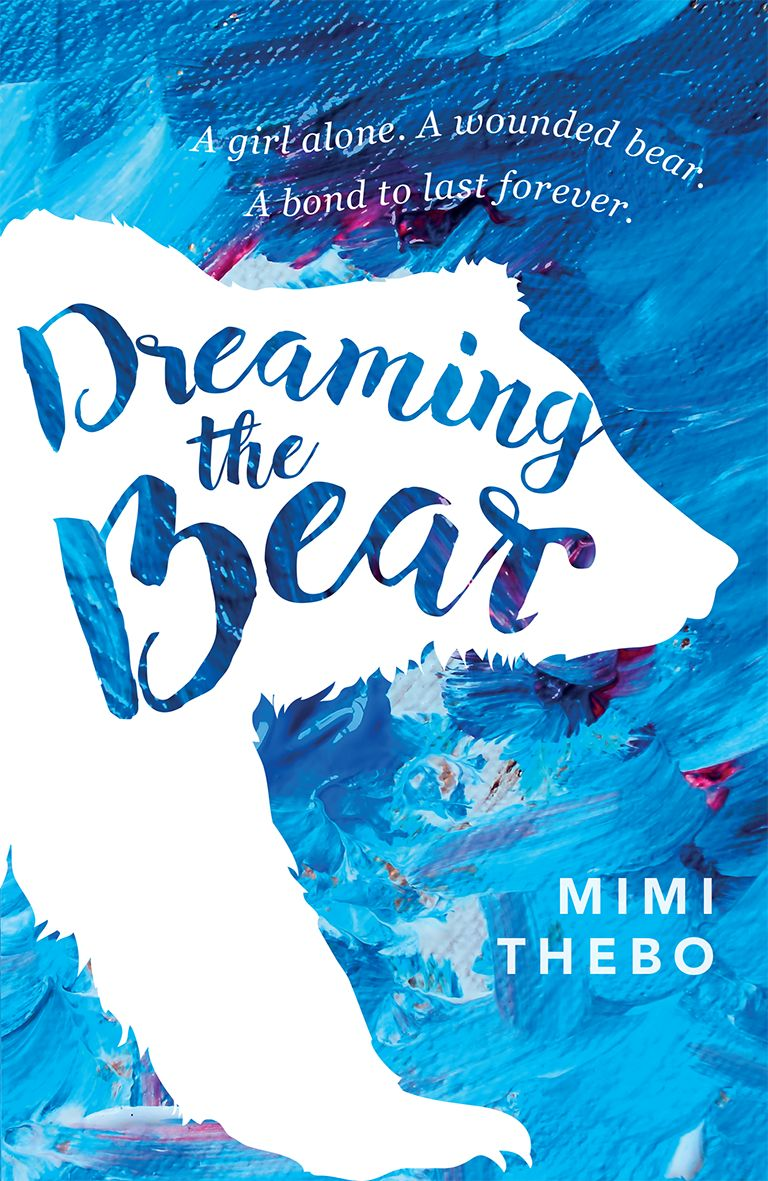 A girl alone. A wounded bear.
A bond to last forever.
Dreaming
the
Bear
MIMI
THEBO